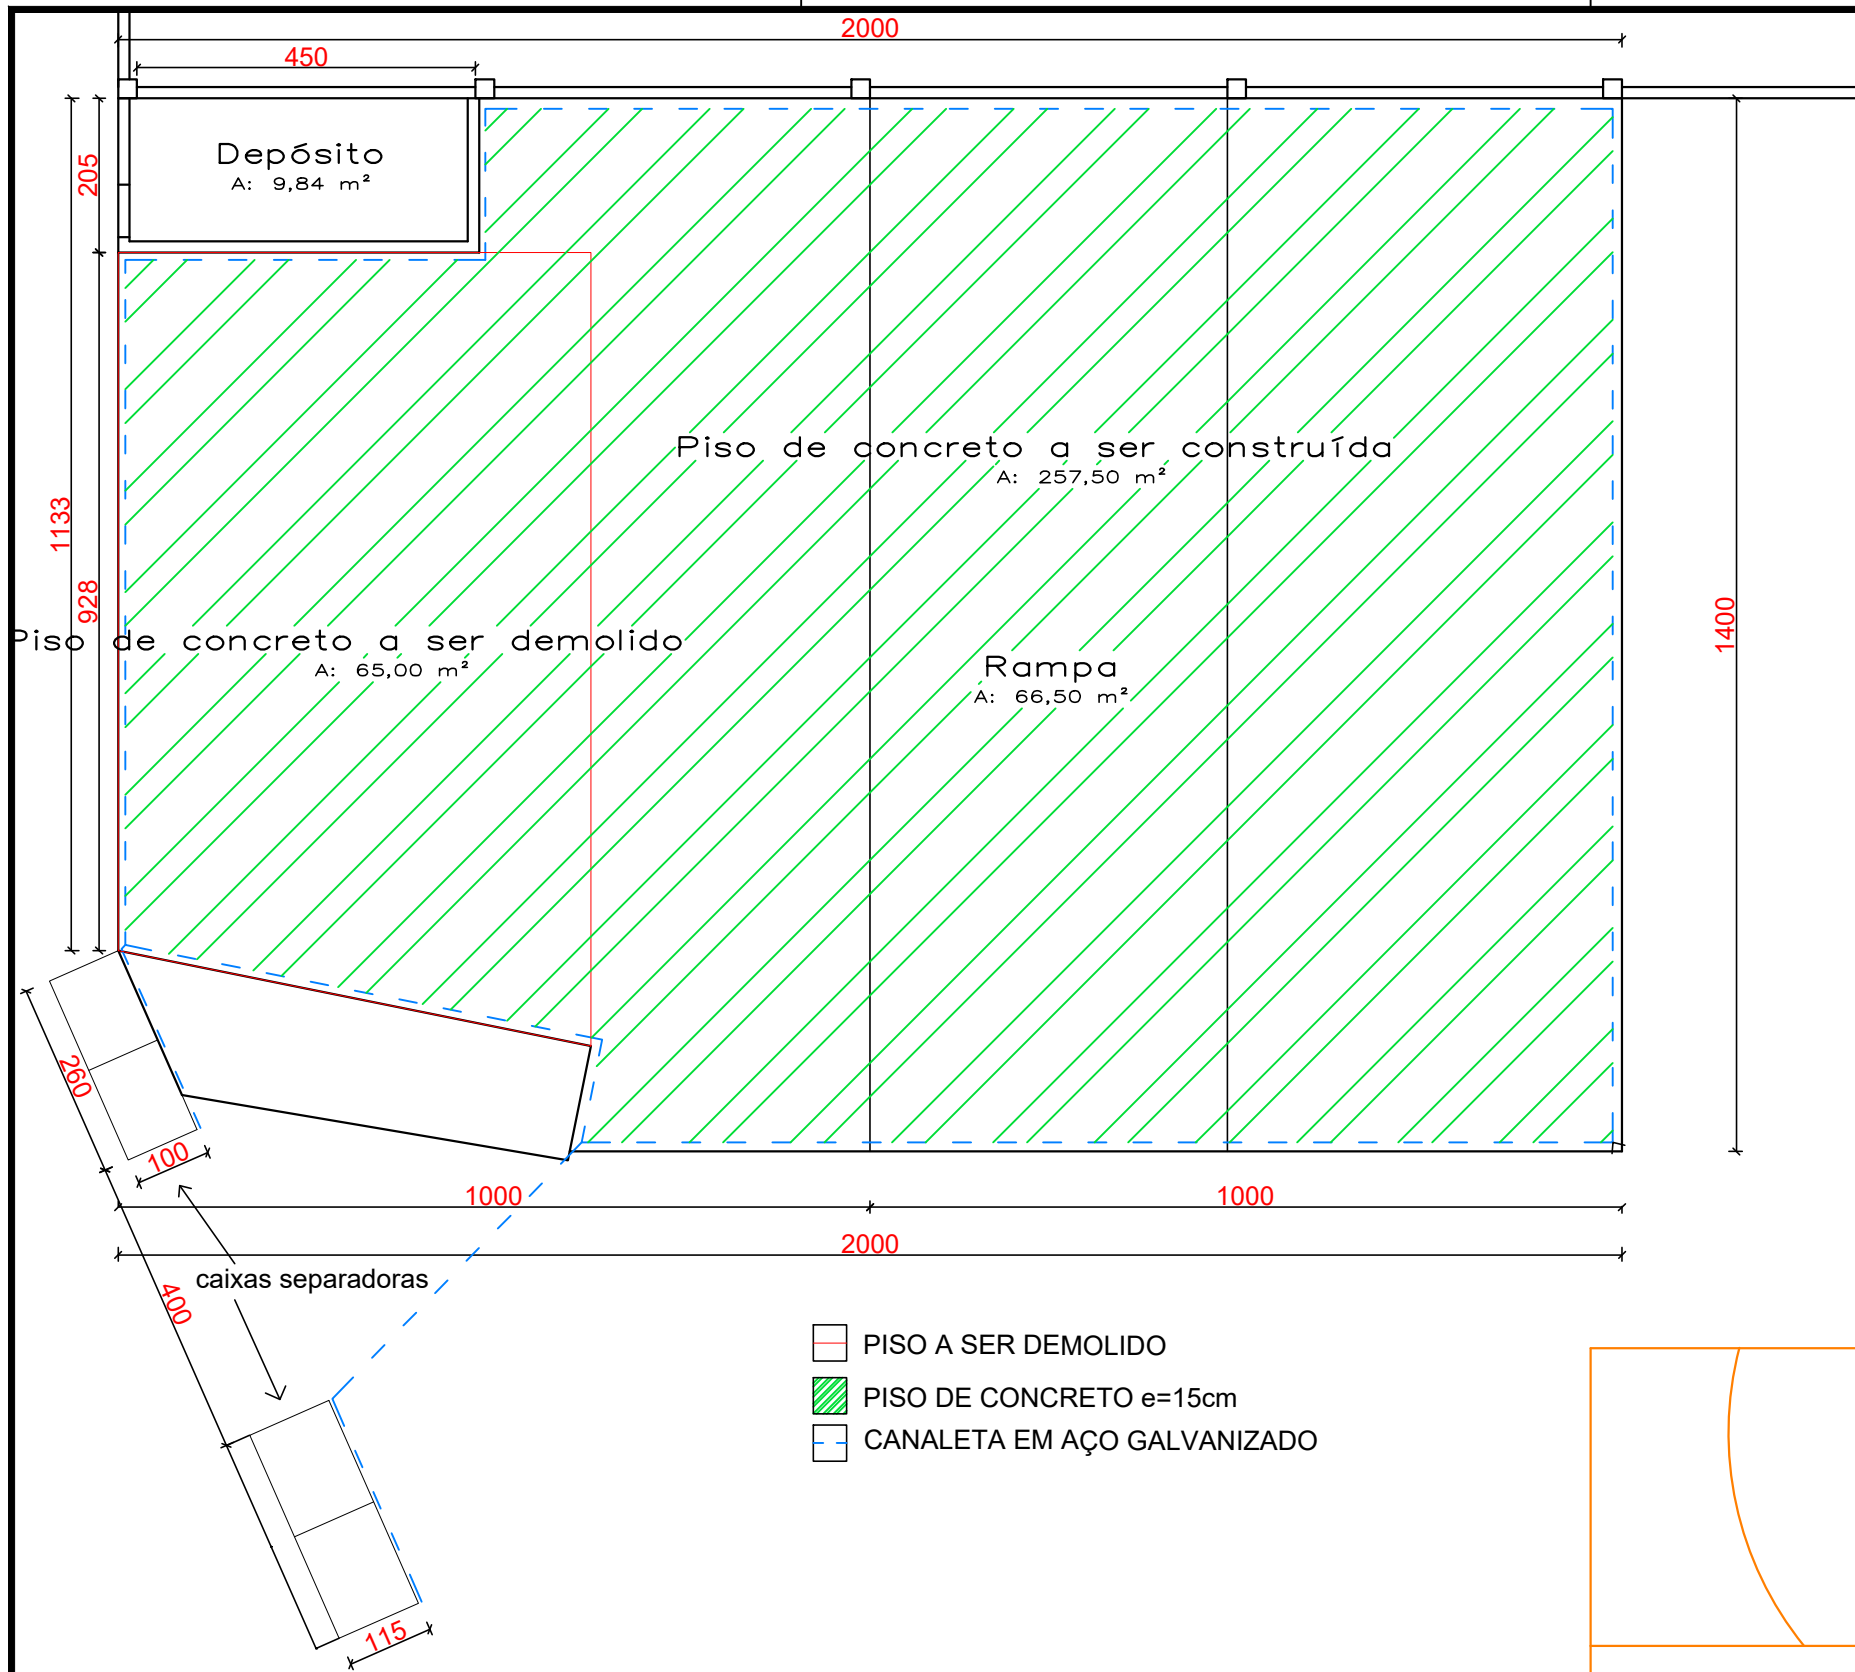 2000
450
Depósito
A: 9,84 m²
205
Piso de concreto a ser construída
A: 257,50 m²
1133
928
1400
Piso de concreto a ser demolido
A: 65,00 m²
Rampa
A: 66,50 m²
260
100
1000
1000
2000
caixas separadoras
400
PISO A SER DEMOLIDO
PISO DE CONCRETO e=15cm
CANALETA EM AÇO GALVANIZADO
115